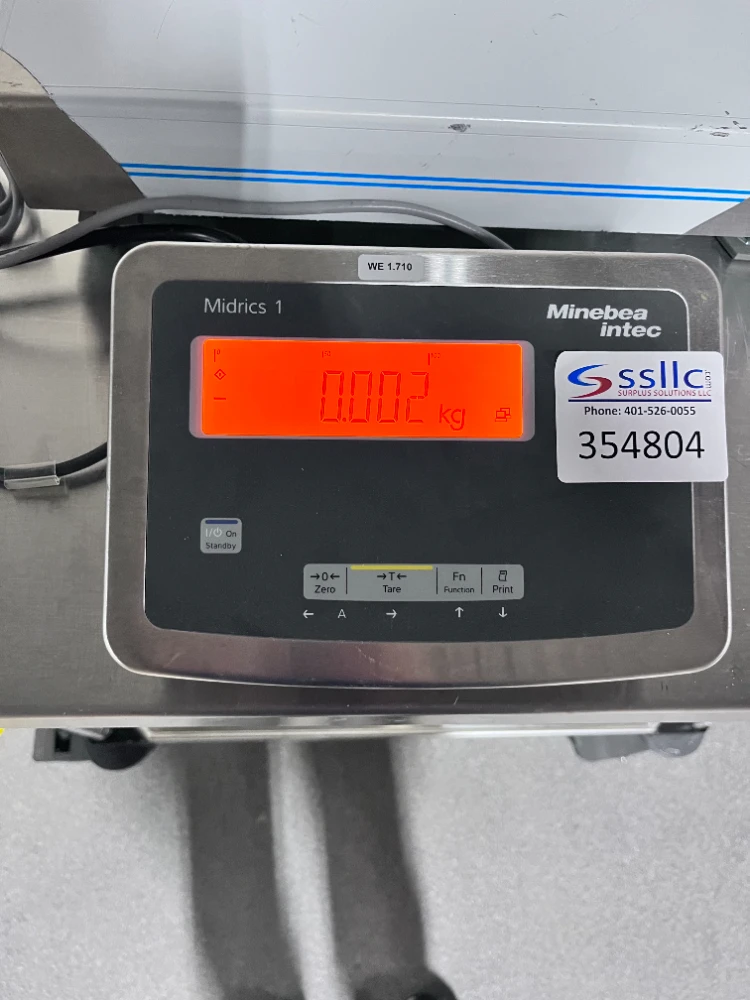 WE 1.710
Midrics 1
Minebea
intec
0.002 kg
ssllc.com
SURPLUS SOLUTIONS LLC
Phone: 401-526-0055
354804
I/⏻ On
Standby
→0←
Zero
→T←
Tare
Fn
Function
Print
← A → ↑ ↓